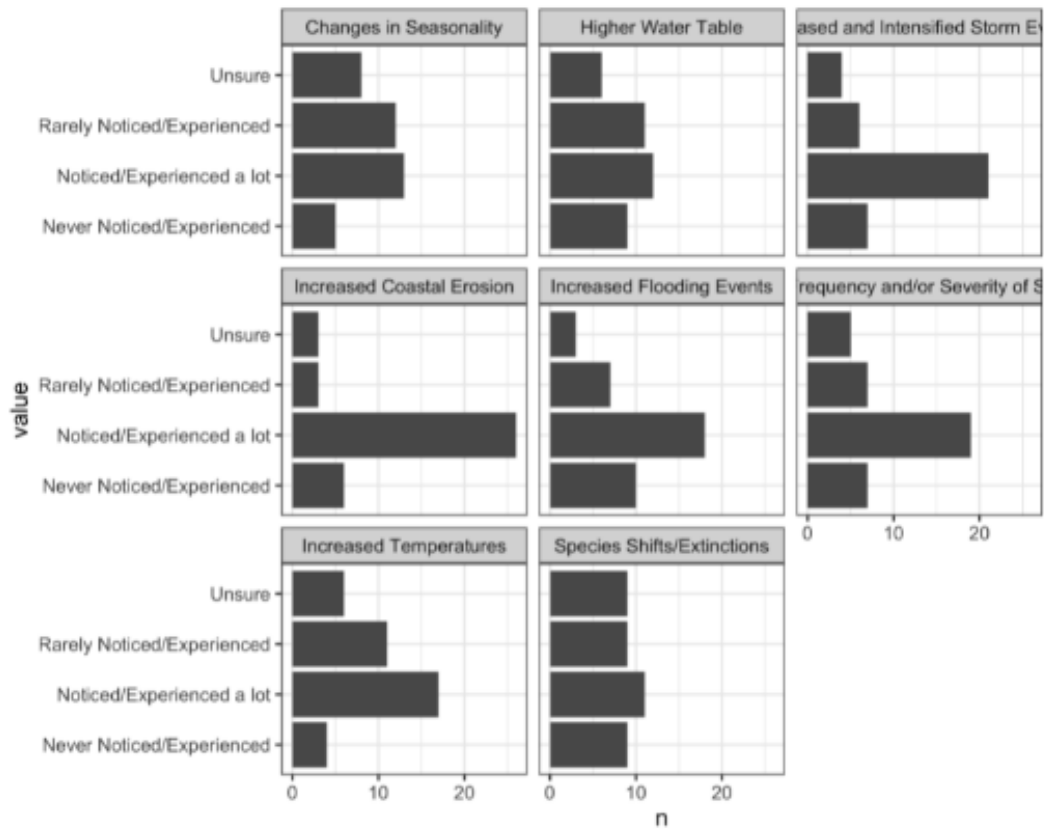 Changes in Seasonality
Higher Water Table
ased and Intensified Storm Ev
Unsure
Rarely Noticed/Experienced
Noticed/Experienced a lot
Never Noticed/Experienced
Increased Coastal Erosion
Increased Flooding Events
requency and/or Severity of S
Unsure
Rarely Noticed/Experienced
Noticed/Experienced a lot
Never Noticed/Experienced
value
0 10 20
Increased Temperatures
Species Shifts/Extinctions
Unsure
Rarely Noticed/Experienced
Noticed/Experienced a lot
Never Noticed/Experienced
0 10 20
0 10 20
n